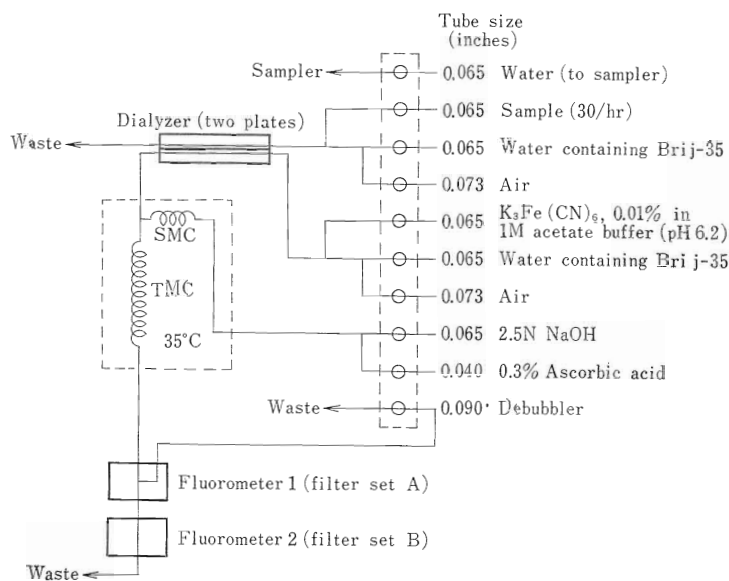 Tube size
(inches)
Sampler
0.065 Water (to sampler)
0.065 Sample (30/hr)
Dialyzer (two plates)
Waste
0.065 Water containing Brij-35
0.073 Air
0.065 K₃Fe(CN)₆, 0.01% in
1M acetate buffer (pH 6.2)
SMC
0.065 Water containing Brij-35
TMC
0.073 Air
35°C
0.065 2.5N NaOH
0.040 0.3% Ascorbic acid
Waste
0.090 Debubbler
Fluorometer 1 (filter set A)
Fluorometer 2 (filter set B)
Waste